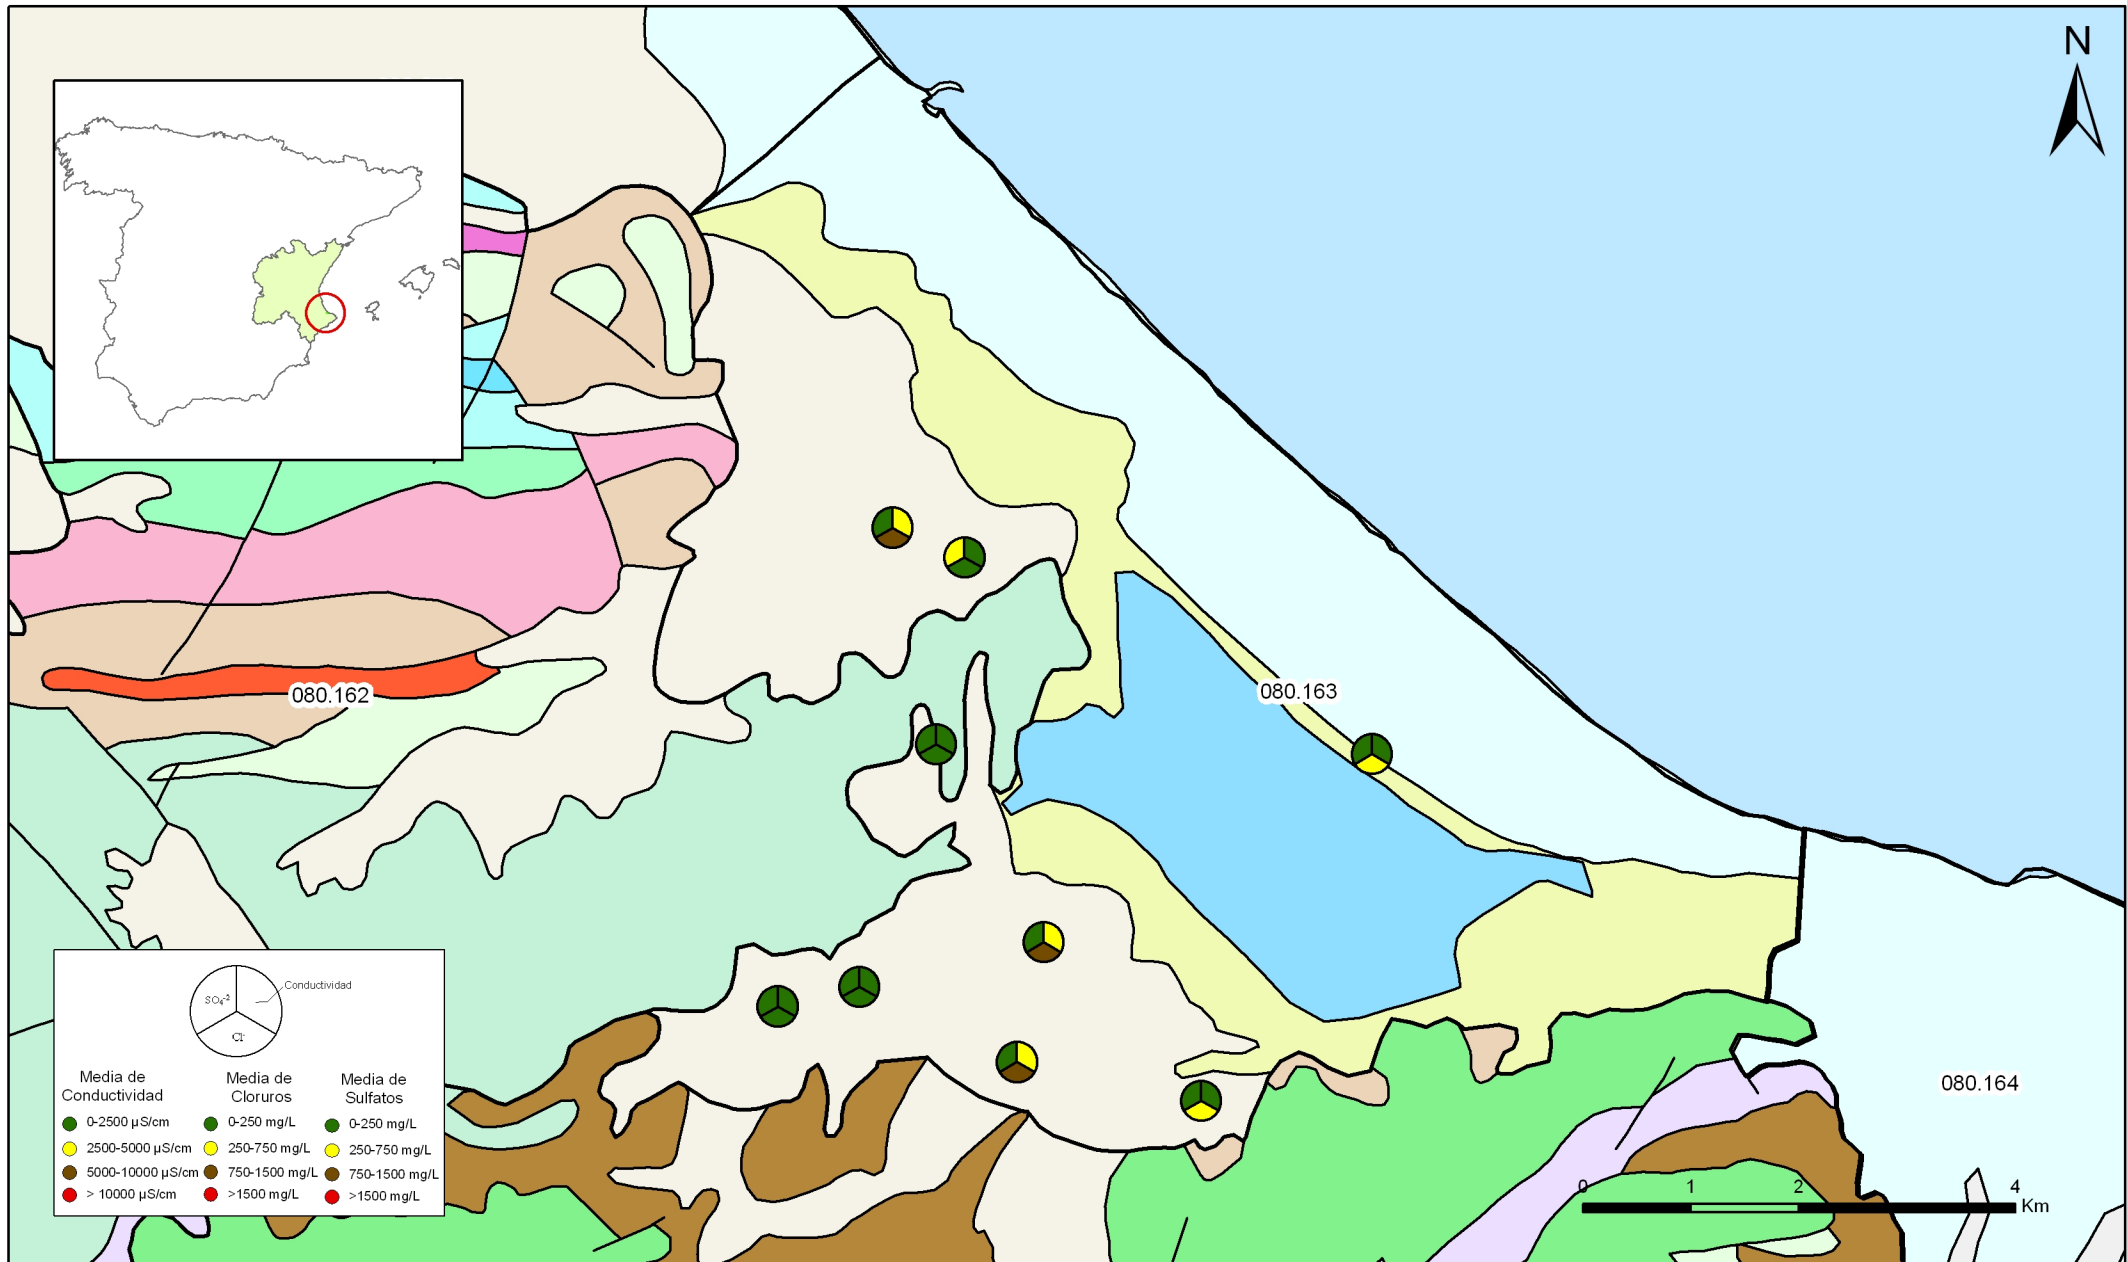 N
080.162
080.163
080.164
SO₄⁻²
Conductividad
Cl⁻
Media de Conductividad
0-2500 µS/cm
2500-5000 µS/cm
5000-10000 µS/cm
> 10000 µS/cm
Media de Cloruros
0-250 mg/L
250-750 mg/L
750-1500 mg/L
>1500 mg/L
Media de Sulfatos
0-250 mg/L
250-750 mg/L
750-1500 mg/L
>1500 mg/L
0 1 2 4
Km